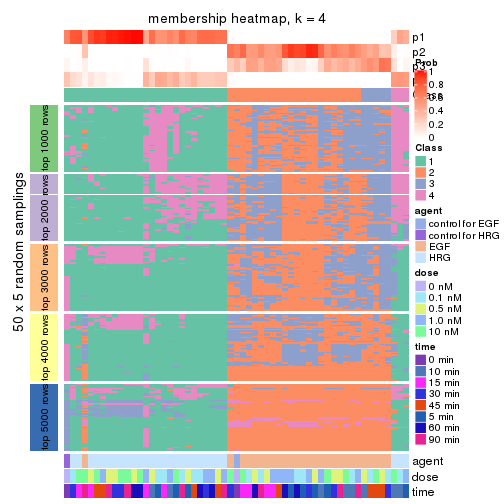 membership heatmap, k = 4
p1
p2
Prob
1
0.8
0.6
0.4
0.2
0
Class
1
2
3
4
agent
control for EGF
control for HRG
EGF
HRG
dose
0 nM
0.1 nM
0.5 nM
1.0 nM
10 nM
time
0 min
10 min
15 min
30 min
45 min
5 min
60 min
90 min
50 x 5 random samplings
top 1000 rows
top 2000 rows
top 3000 rows
top 4000 rows
top 5000 rows
agent
dose
time